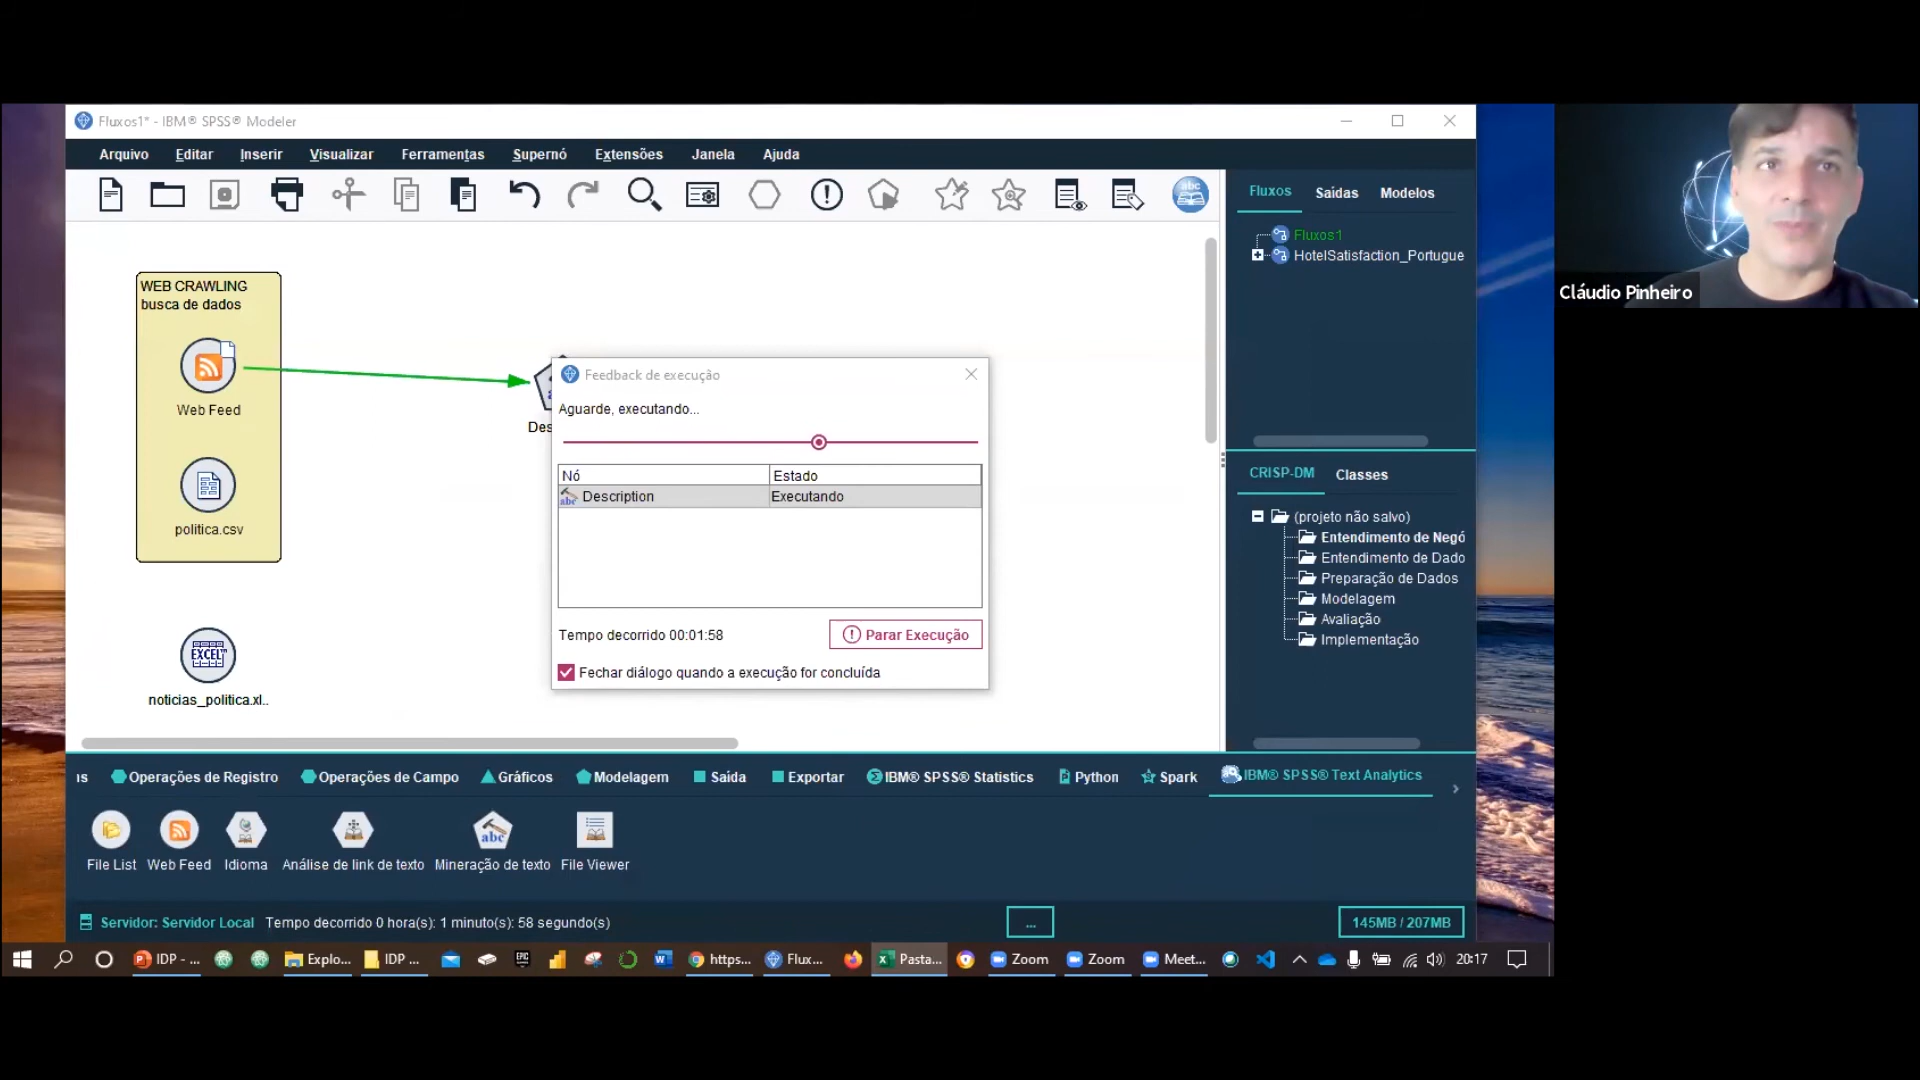 Fluxos1* - IBM® SPSS® Modeler
Arquivo Editar Inserir Visualizar Ferramentas Supernó Extensões Janela Ajuda
abc
Fluxos Saídas Modelos
Fluxos1
HotelSatisfaction_Portugue
WEB CRAWLING
busca de dados
Web Feed
politica.csv
EXCEL
noticias_politica.xl..
Des
Feedback de execução
Aguarde, executando...
Nó Estado
abc Description Executando
Tempo decorrido 00:01:58
Parar Execução
Fechar diálogo quando a execução for concluída
CRISP-DM Classes
(projeto não salvo)
Entendimento de Negó
Entendimento de Dado
Preparação de Dados
Modelagem
Avaliação
Implementação
ıs Operações de Registro Operações de Campo Gráficos Modelagem Saída Exportar IBM® SPSS® Statistics Python Spark IBM® SPSS® Text Analytics
abc
File List Web Feed Idioma Análise de link de texto Mineração de texto File Viewer
Servidor: Servidor Local Tempo decorrido 0 hora(s): 1 minuto(s): 58 segundo(s)
...
145MB / 207MB
IDP - ... Explo... IDP ... EPIC https... Flux... Pasta... Zoom Zoom Meet... 20:17
Cláudio Pinheiro